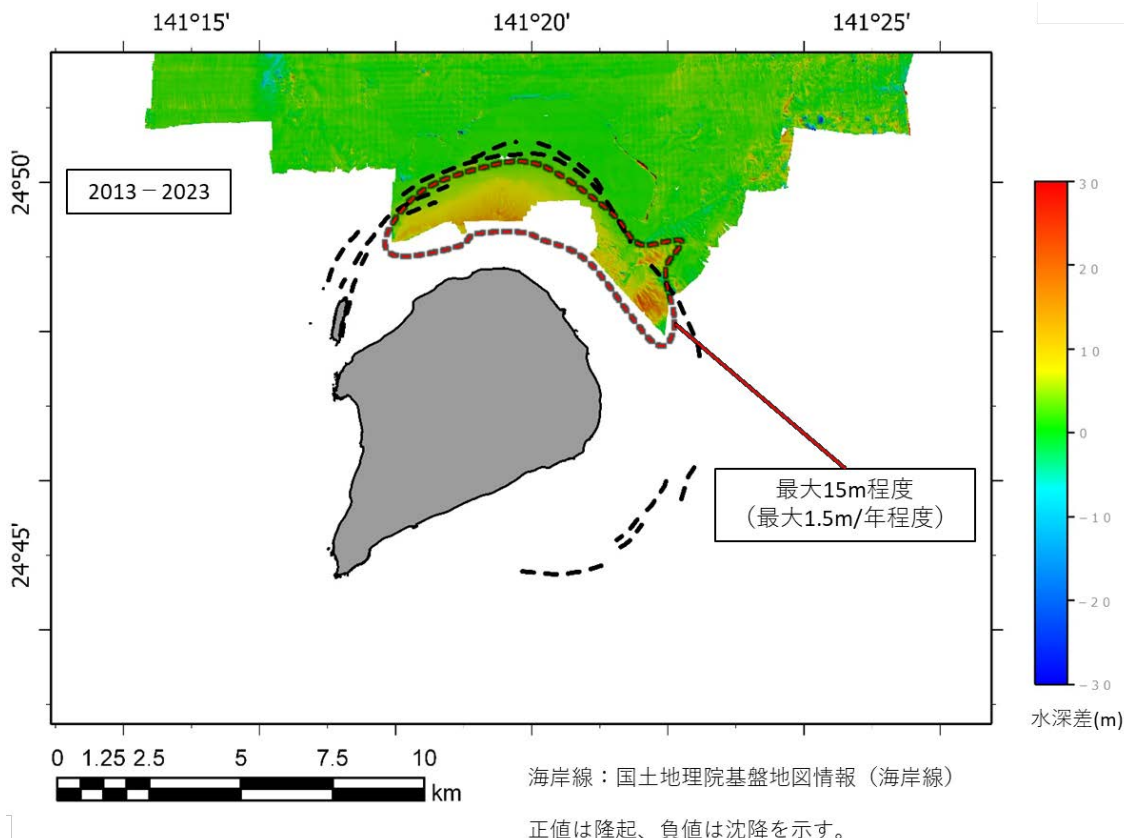 141°15' 141°20' 141°25'
24°50'
24°45'
2013－2023
最大15m程度
（最大1.5m/年程度）
30
20
10
0
－10
－20
－30
水深差(m)
0 1.25 2.5 5 7.5 10
km
海岸線：国土地理院基盤地図情報（海岸線）
正値は隆起、負値は沈降を示す。